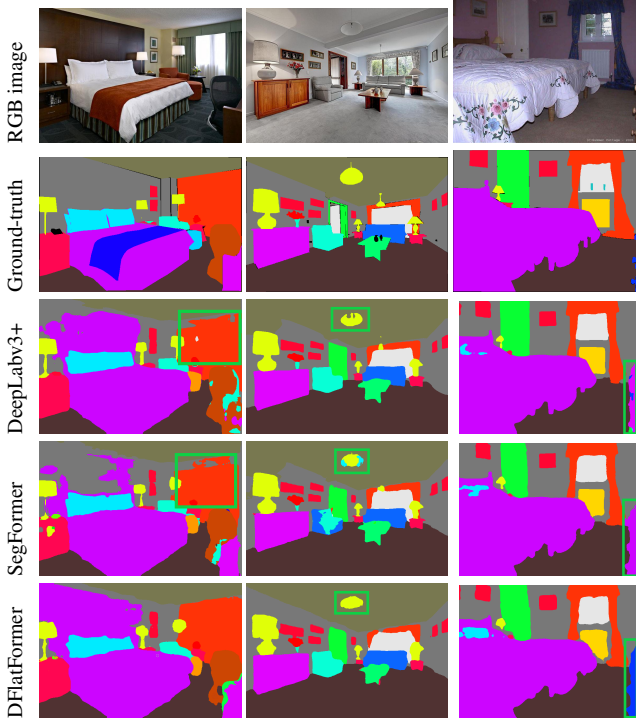 RGB image
Ground-truth
DeepLabv3+
SegFormer
DFlatFormer